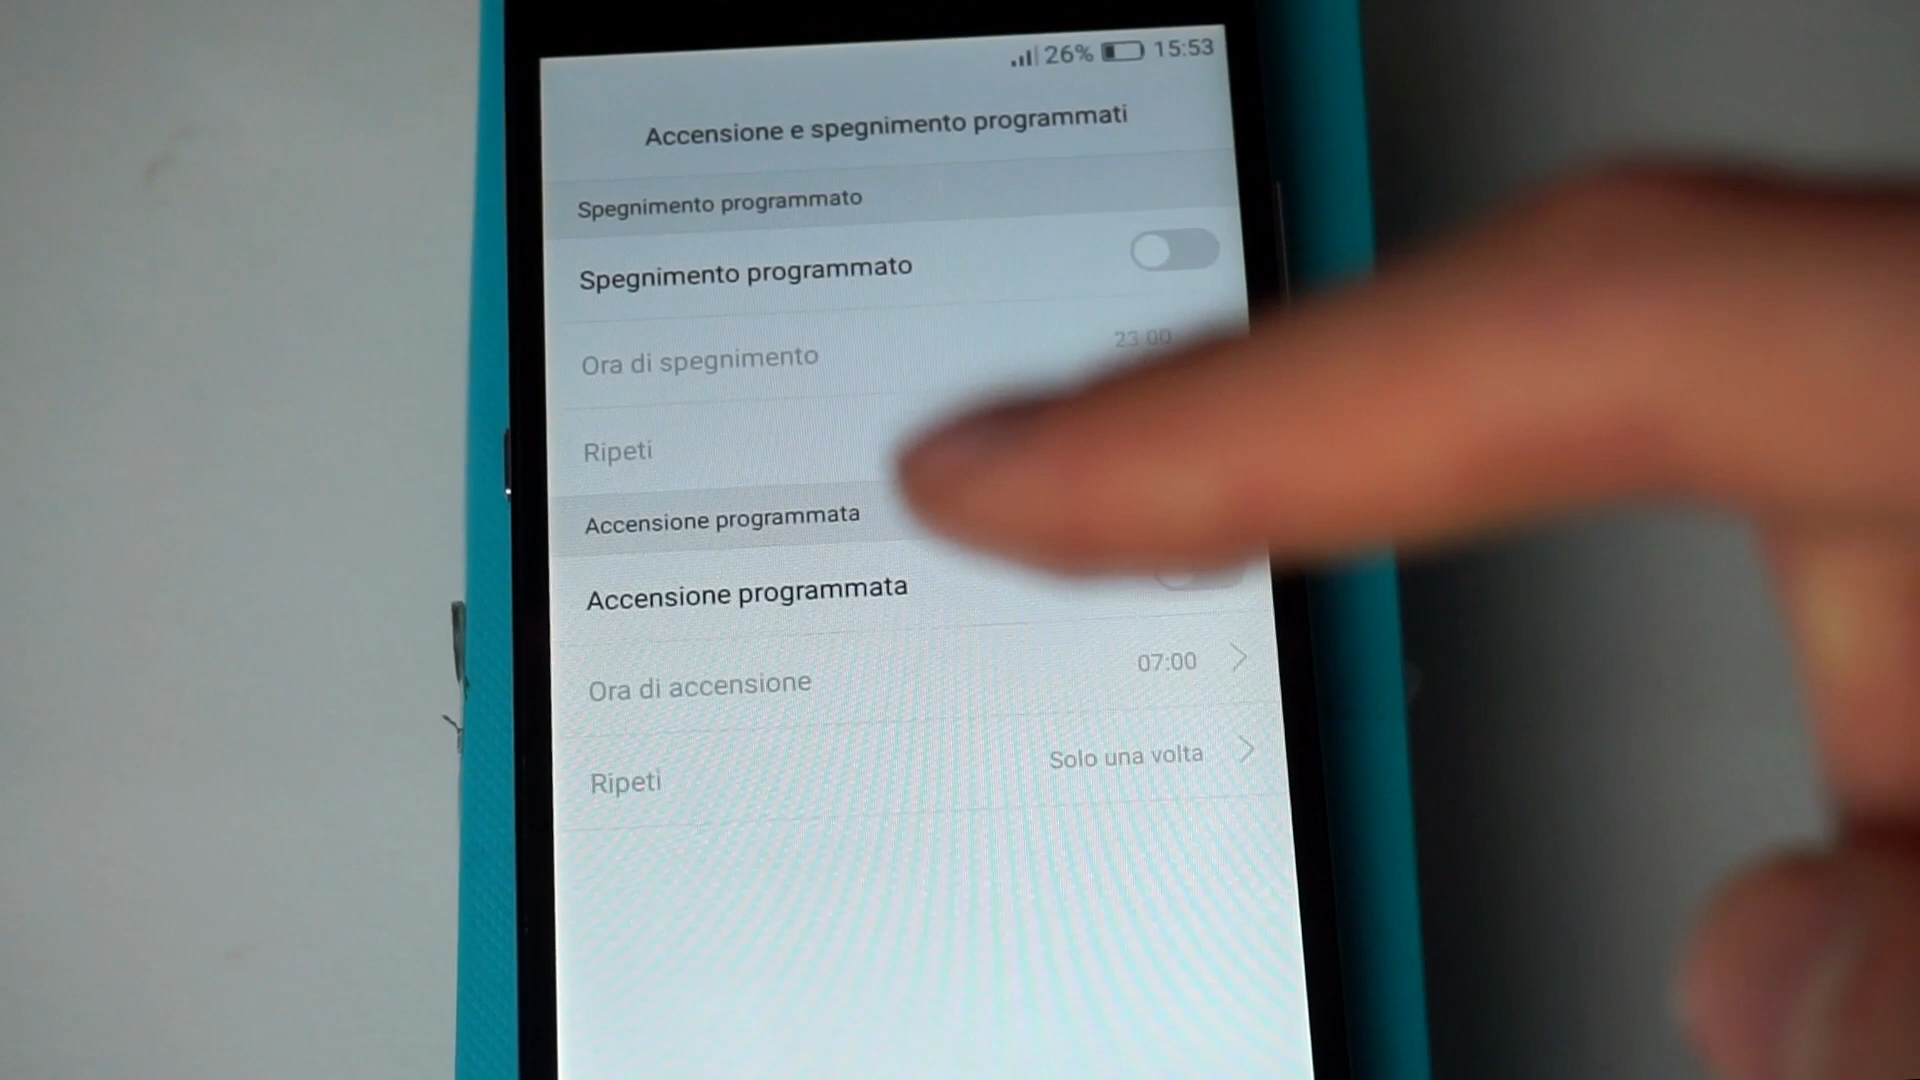 26% 15:53
Accensione e spegnimento programmati
Spegnimento programmato
Spegnimento programmato
Ora di spegnimento 23:00
Ripeti
Accensione programmata
Accensione programmata
Ora di accensione 07:00
Ripeti Solo una volta